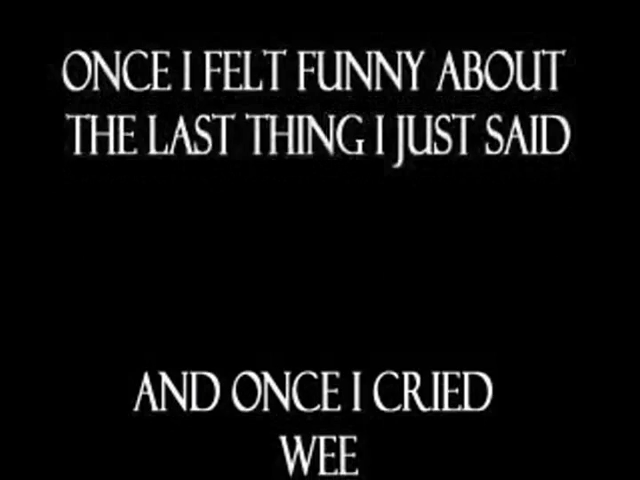 ONCE I FELT FUNNY ABOUT
THE LAST THING I JUST SAID
AND ONCE I CRIED
WEE